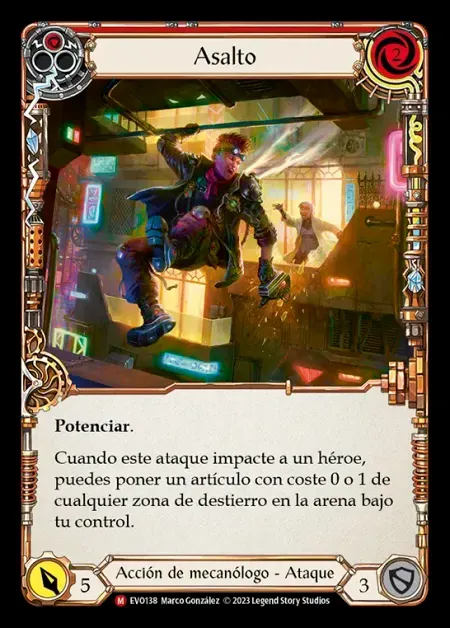 Asalto
2
Potenciar.
Cuando este ataque impacte a un héroe,
puedes poner un artículo con coste 0 o 1 de
cualquier zona de destierro en la arena bajo
tu control.
5
Acción de mecanólogo - Ataque
3
M EVO138 Marco González © 2023 Legend Story Studios